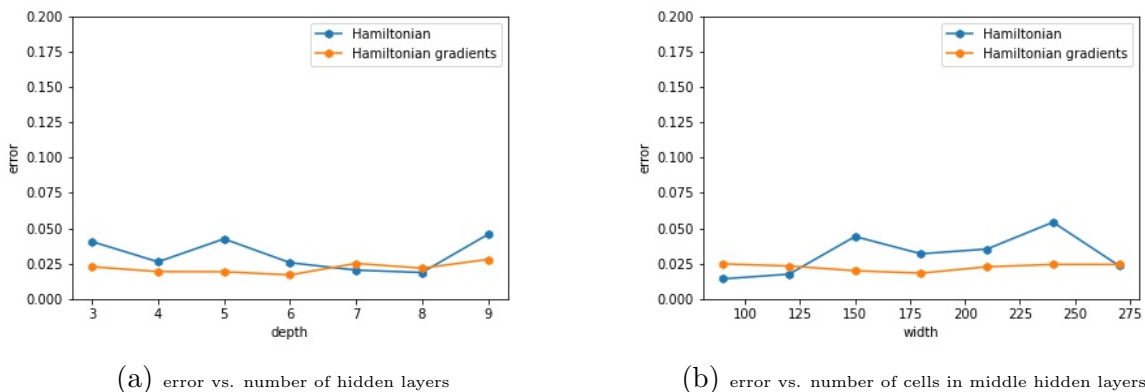 0.200
0.175
0.150
0.125
0.100
0.075
0.050
0.025
0.000
error
3 4 5 6 7 8 9
depth
Hamiltonian
Hamiltonian gradients
(a) error vs. number of hidden layers
0.200
0.175
0.150
0.125
0.100
0.075
0.050
0.025
0.000
error
100 125 150 175 200 225 250 275
width
Hamiltonian
Hamiltonian gradients
(b) error vs. number of cells in middle hidden layers